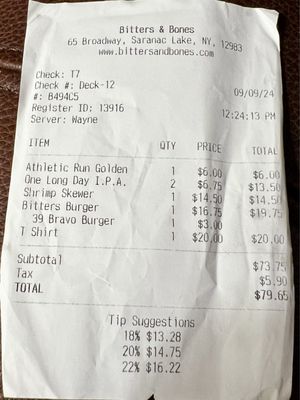 Bitters & Bones
65 Broadway, Saranac Lake, NY, 12983
www.bittersandbones.com
Check: T7
Check #: Deck-12
#: B494C5 09/09/24
Register ID: 13916
Server: Wayne 12:24:13 PM
ITEM QTY PRICE TOTAL
Athletic Run Golden 1 $6.00 $6.00
One Long Day I.P.A. 2 $6.75 $13.50
Shrimp Skewer 1 $14.50 $14.50
Bitters Burger 1 $16.75 $19.75
39 Bravo Burger 1 $3.00
T Shirt 1 $20.00 $20.00
Subtotal $73.75
Tax $5.90
TOTAL $79.65
Tip Suggestions
18% $13.28
20% $14.75
22% $16.22